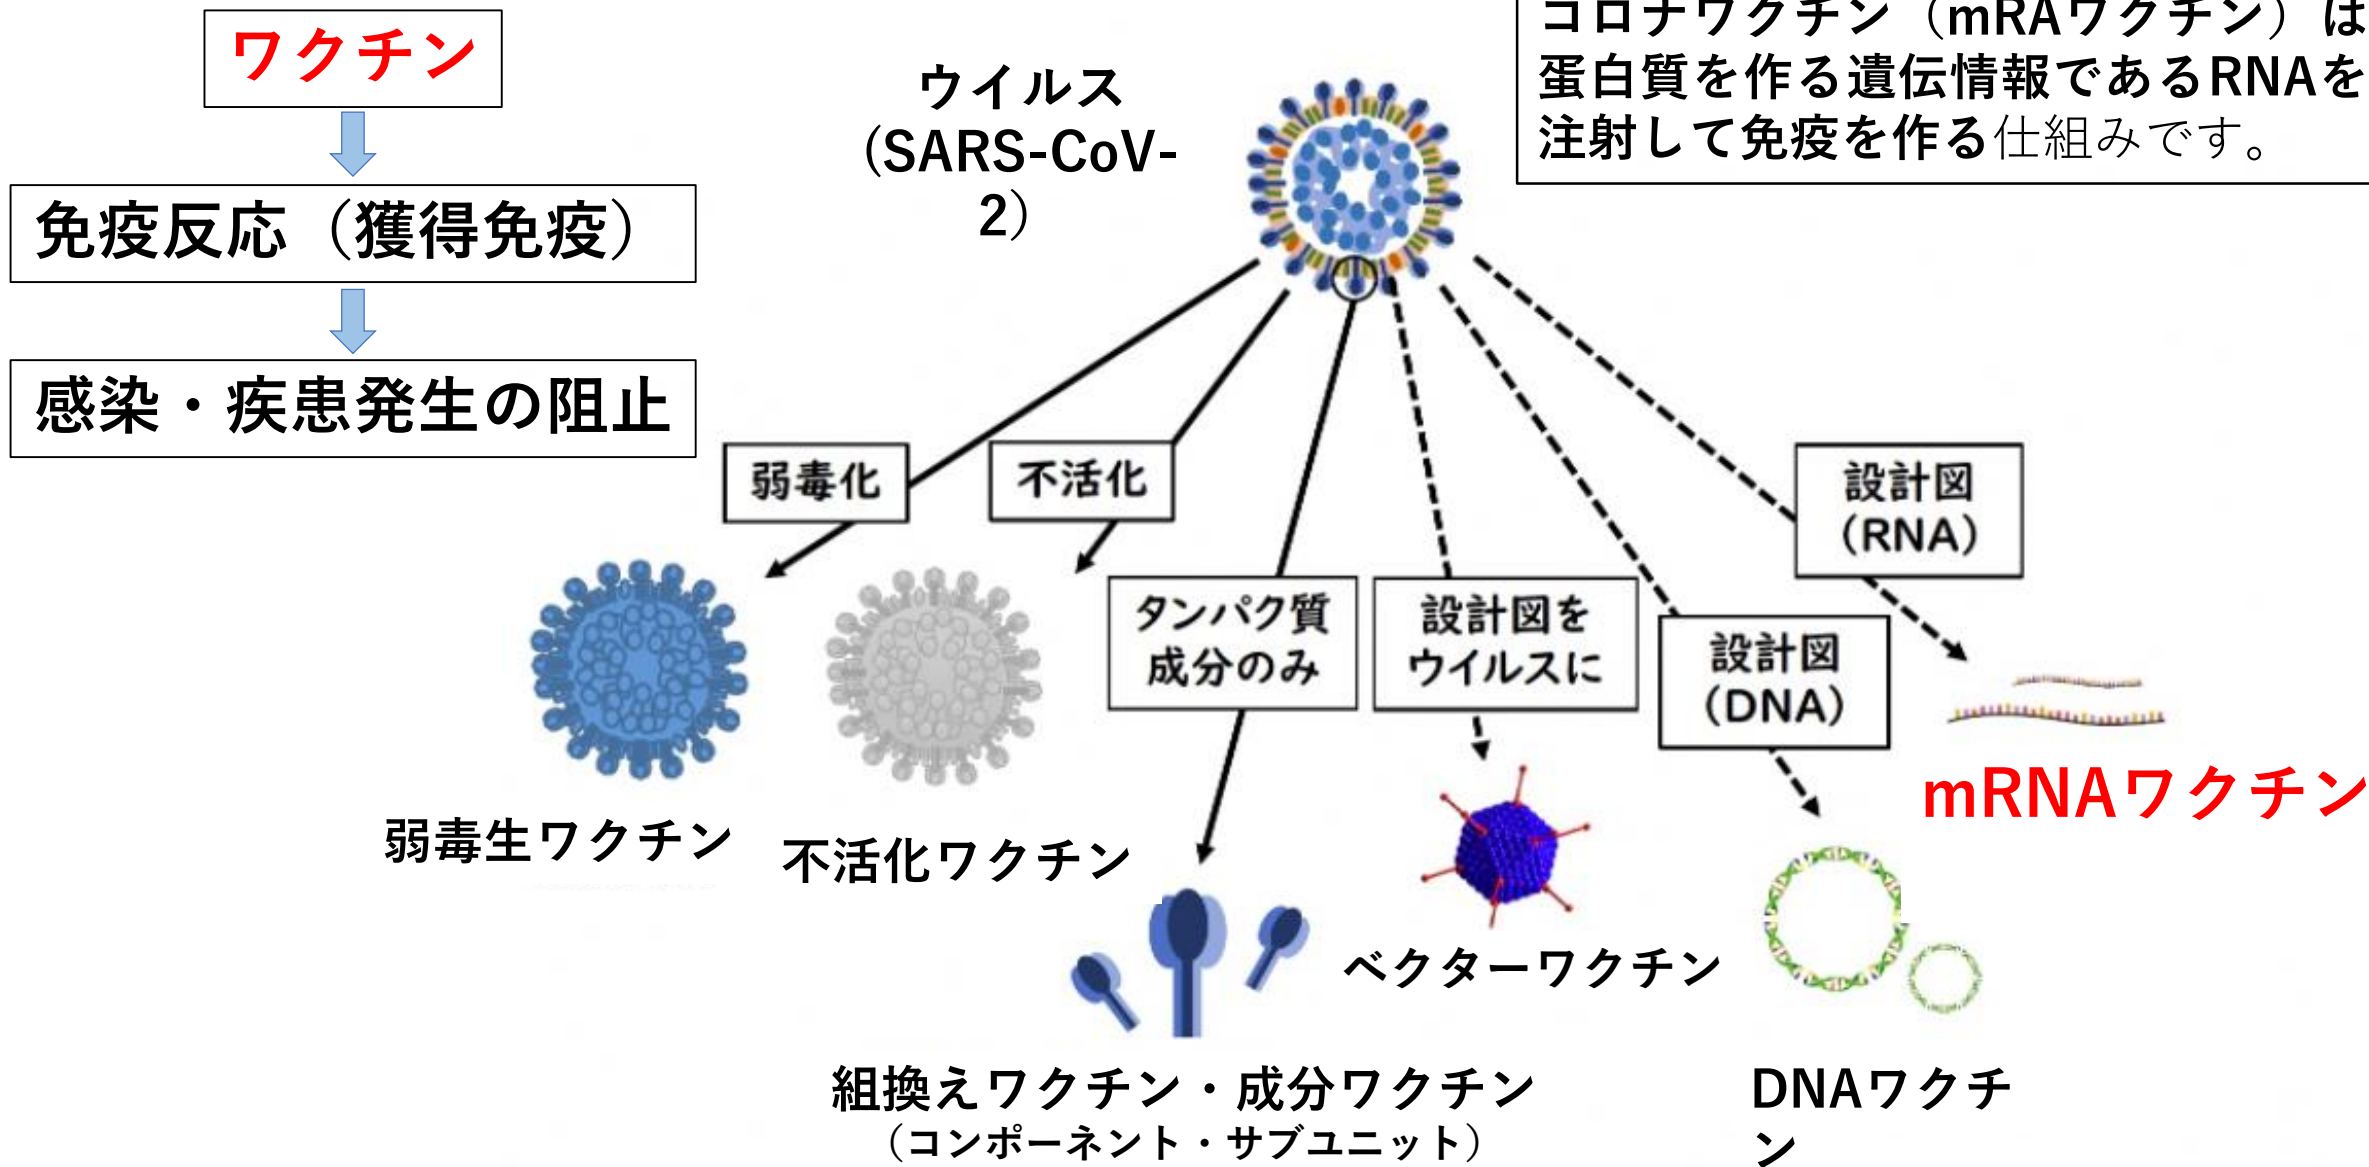 ワクチン
免疫反応（獲得免疫）
感染・疾患発生の阻止
ウイルス
(SARS-CoV-
2)
コロナワクチン（mRAワクチン）は
蛋白質を作る遺伝情報であるRNAを
注射して免疫を作る仕組みです。
弱毒化
不活化
タンパク質
成分のみ
設計図を
ウイルスに
設計図
（DNA）
設計図
（RNA）
弱毒生ワクチン
不活化ワクチン
組換えワクチン・成分ワクチン
（コンポーネント・サブユニット）
ベクターワクチン
DNAワクチ
ン
mRNAワクチン